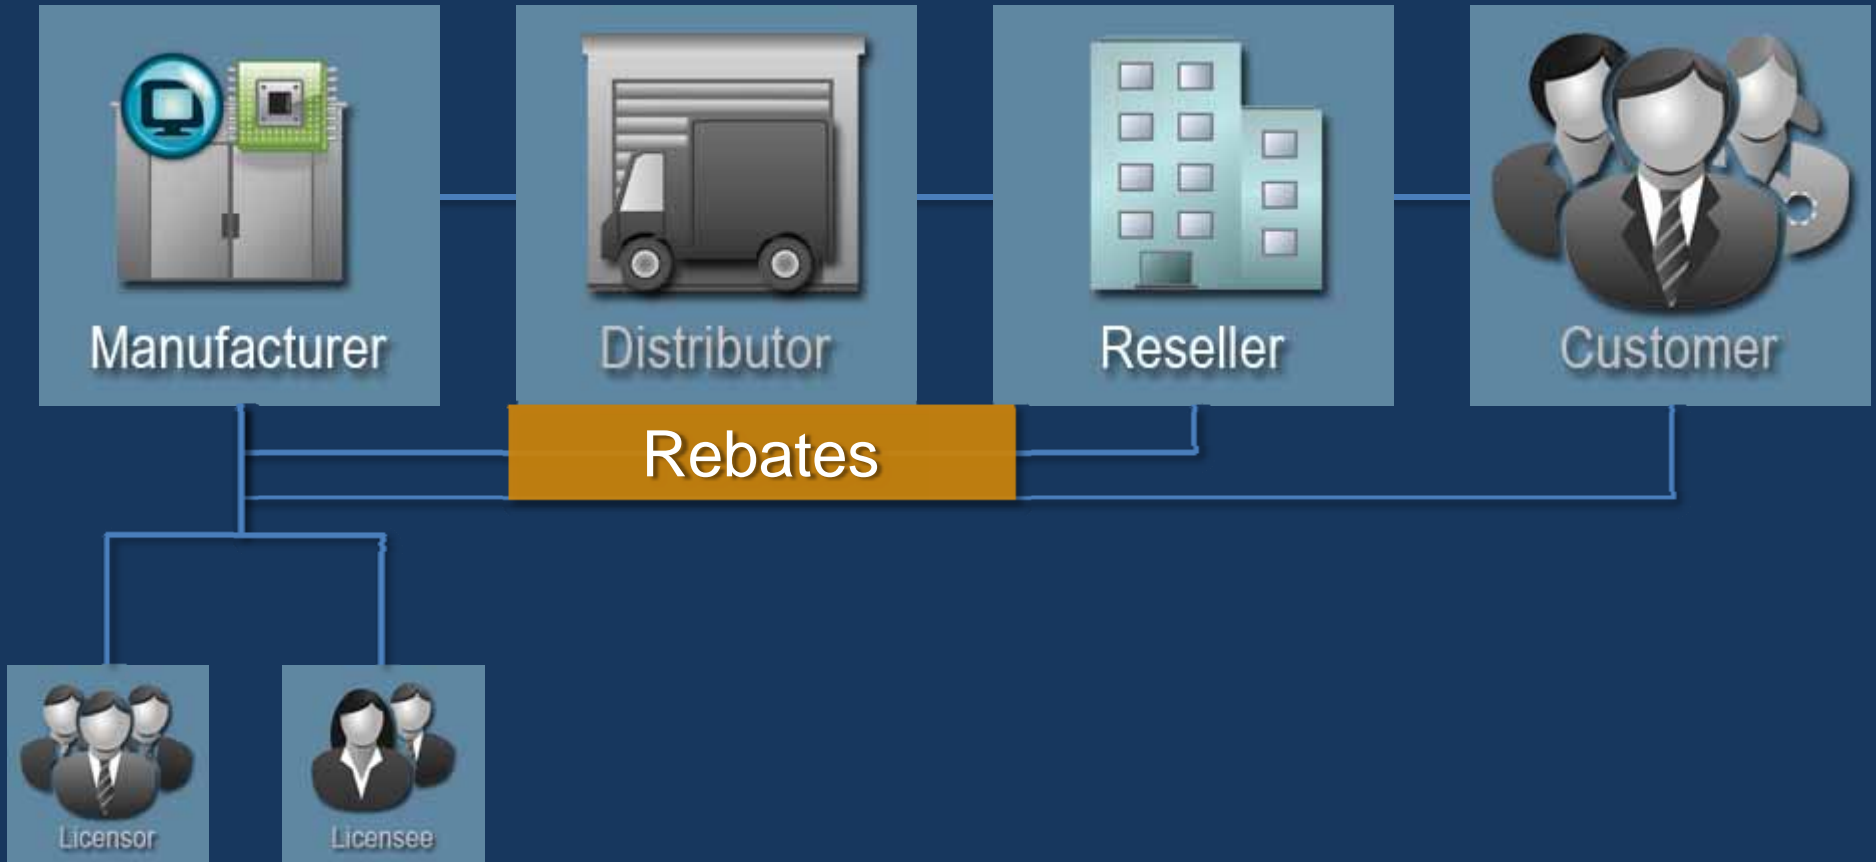 Manufacturer
Distributor
Reseller
Customer
Rebates
Licensor
Licensee